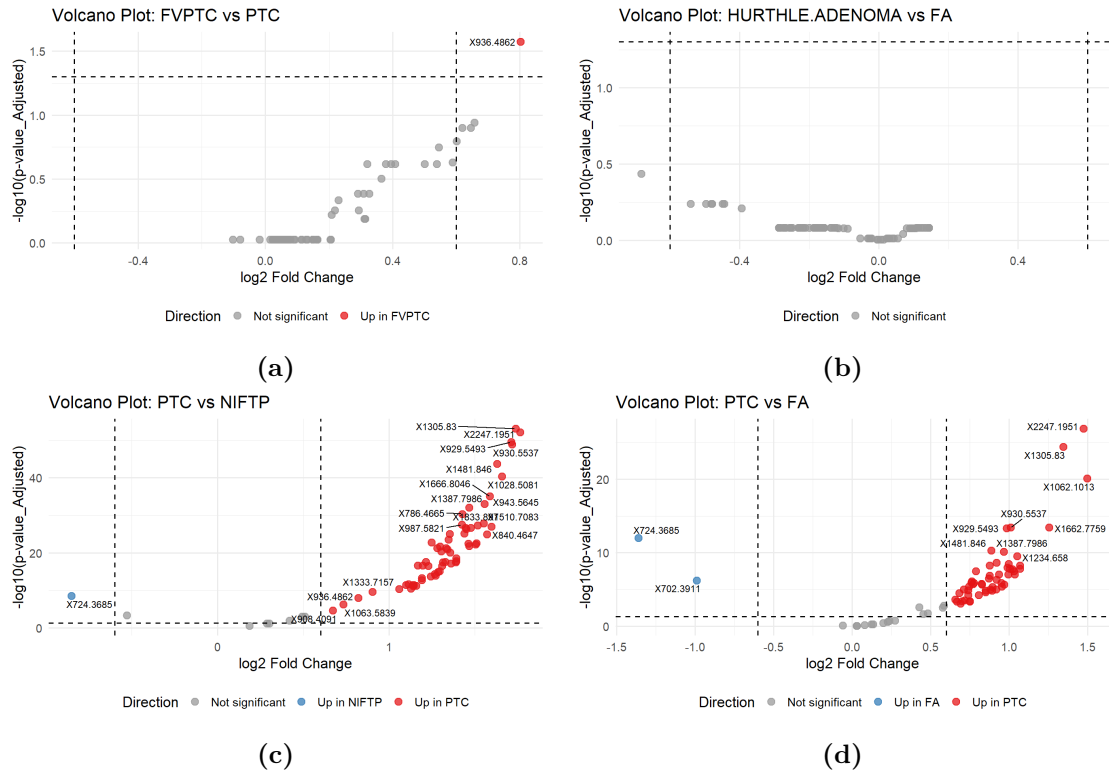 Volcano Plot: FVPTC vs PTC
X936.4862
-log10(p-value_Adjusted)
1.5
1.0
0.5
0.0
-0.4
0.0
0.4
0.8
log2 Fold Change
Direction Not significant Up in FVPTC
(a)
Volcano Plot: HURTHLE.ADENOMA vs FA
-log10(p-value_Adjusted)
1.0
0.5
0.0
-0.4
0.0
0.4
log2 Fold Change
Direction Not significant
(b)
Volcano Plot: PTC vs NIFTP
X1305.83
X2247.1951
X929.5493
X930.5537
X1481.846
X1028.5081
X1666.8046
X943.5645
X1387.7986
X786.4665
X1510.7083
X987.5821
X840.4647
X1333.7157
X936.4862
X1063.5839
X724.3685
X908.4091
-log10(p-value_Adjusted)
40
20
0
0
1
log2 Fold Change
Direction Not significant Up in NIFTP Up in PTC
(c)
Volcano Plot: PTC vs FA
X2247.1951
X1305.83
X1062.1013
X930.5537
X929.5493
X1662.7759
X724.3685
X1481.846
X1387.7986
X1234.658
X702.3911
-log10(p-value_Adjusted)
20
10
0
-1.5
-1.0
-0.5
0.0
0.5
1.0
1.5
log2 Fold Change
Direction Not significant Up in FA Up in PTC
(d)